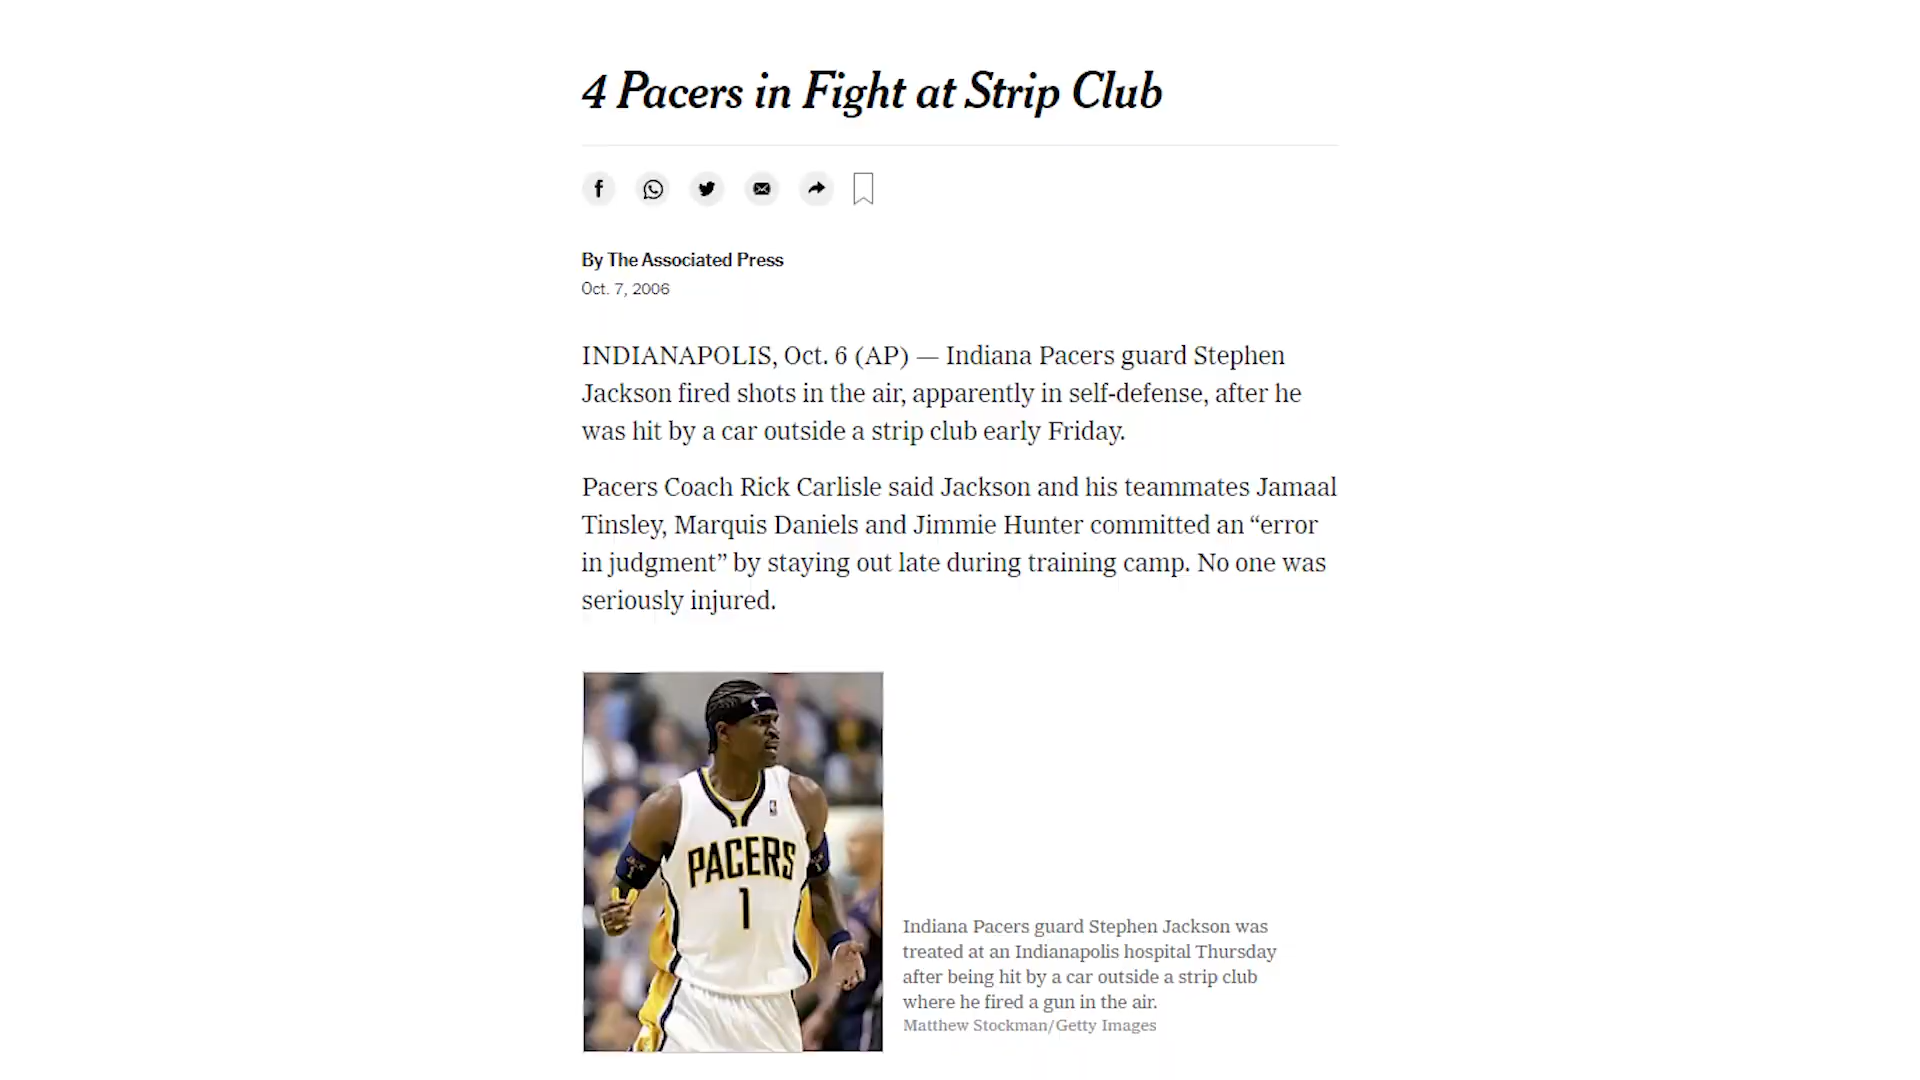 4 Pacers in Fight at Strip Club
By The Associated Press
Oct. 7, 2006
INDIANAPOLIS, Oct. 6 (AP) — Indiana Pacers guard Stephen
Jackson fired shots in the air, apparently in self-defense, after he
was hit by a car outside a strip club early Friday.
Pacers Coach Rick Carlisle said Jackson and his teammates Jamaal
Tinsley, Marquis Daniels and Jimmie Hunter committed an “error
in judgment” by staying out late during training camp. No one was
seriously injured.
PACERS
1
Indiana Pacers guard Stephen Jackson was
treated at an Indianapolis hospital Thursday
after being hit by a car outside a strip club
where he fired a gun in the air.
Matthew Stockman/Getty Images